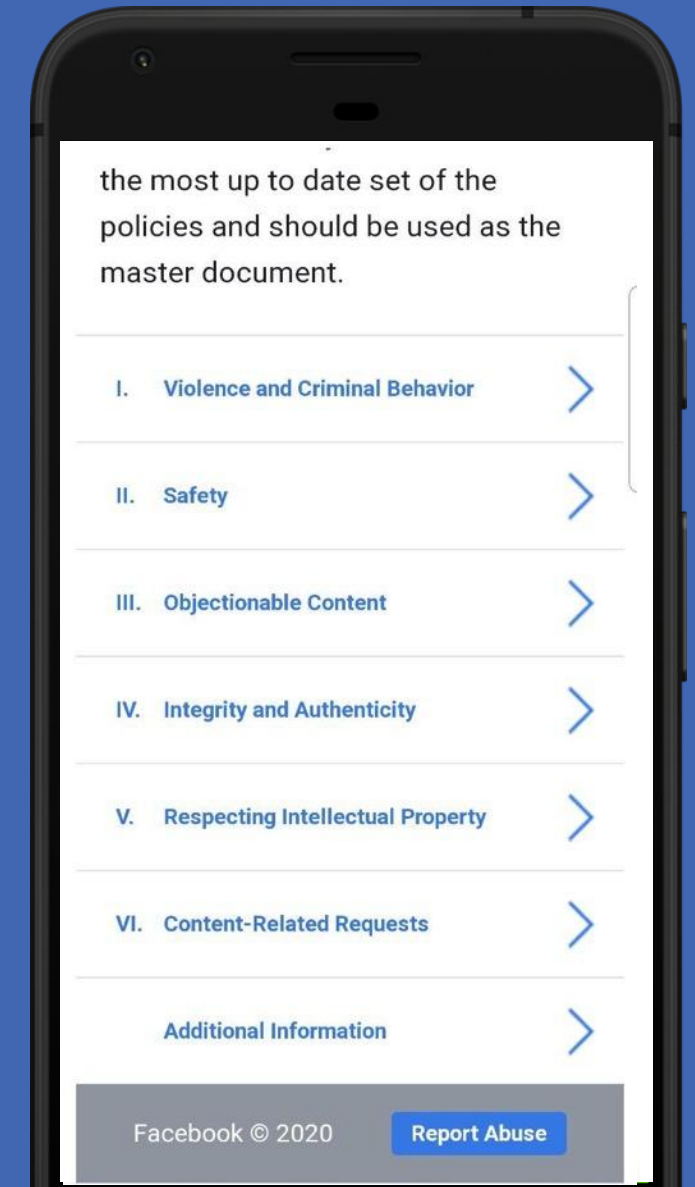 the most up to date set of the
policies and should be used as the
master document.
I. Violence and Criminal Behavior
II. Safety
III. Objectionable Content
IV. Integrity and Authenticity
V. Respecting Intellectual Property
VI. Content-Related Requests
Additional Information
Facebook © 2020 Report Abuse